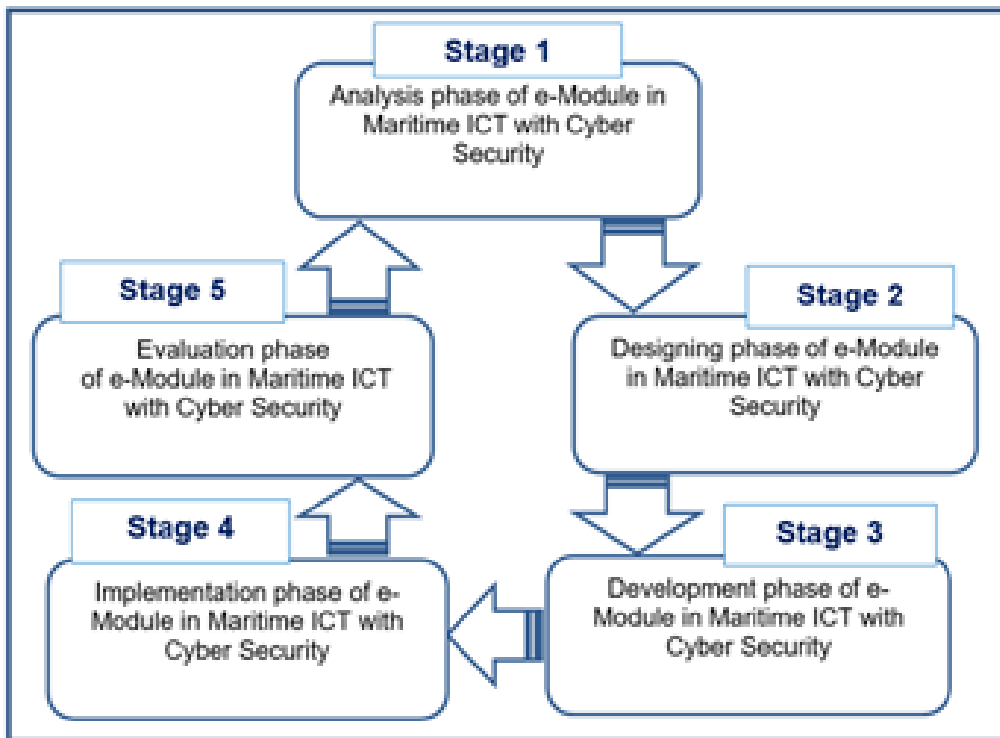 Stage 1
Analysis phase of e-Module in
Maritime ICT with Cyber
Security
Stage 2
Designing phase of e-Module
in Maritime ICT with Cyber
Security
Stage 3
Development phase of e-
Module in Maritime ICT with
Cyber Security
Stage 4
Implementation phase of e-
Module in Maritime ICT with
Cyber Security
Stage 5
Evaluation phase
of e-Module in Maritime ICT
with Cyber Security